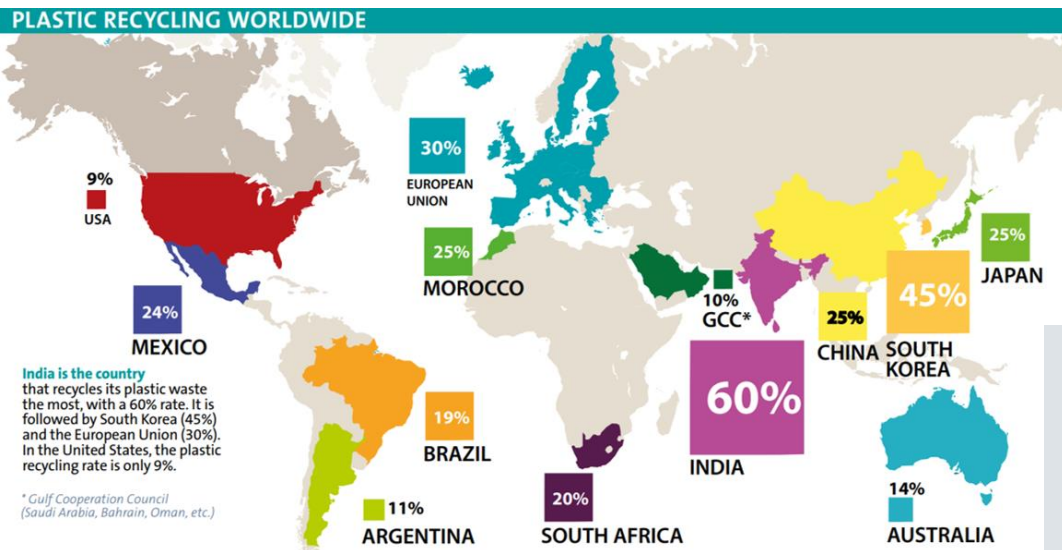 PLASTIC RECYCLING WORLDWIDE
9%
USA
30%
EUROPEAN
UNION
25%
MOROCCO
24%
MEXICO
10%
GCC*
25%
CHINA
45%
SOUTH
KOREA
25%
JAPAN
India is the country
that recycles its plastic waste
the most, with a 60% rate. It is
followed by South Korea (45%)
and the European Union (30%).
In the United States, the plastic
recycling rate is only 9%.
* Gulf Cooperation Council
(Saudi Arabia, Bahrain, Oman, etc.)
19%
BRAZIL
60%
INDIA
11%
ARGENTINA
20%
SOUTH AFRICA
14%
AUSTRALIA